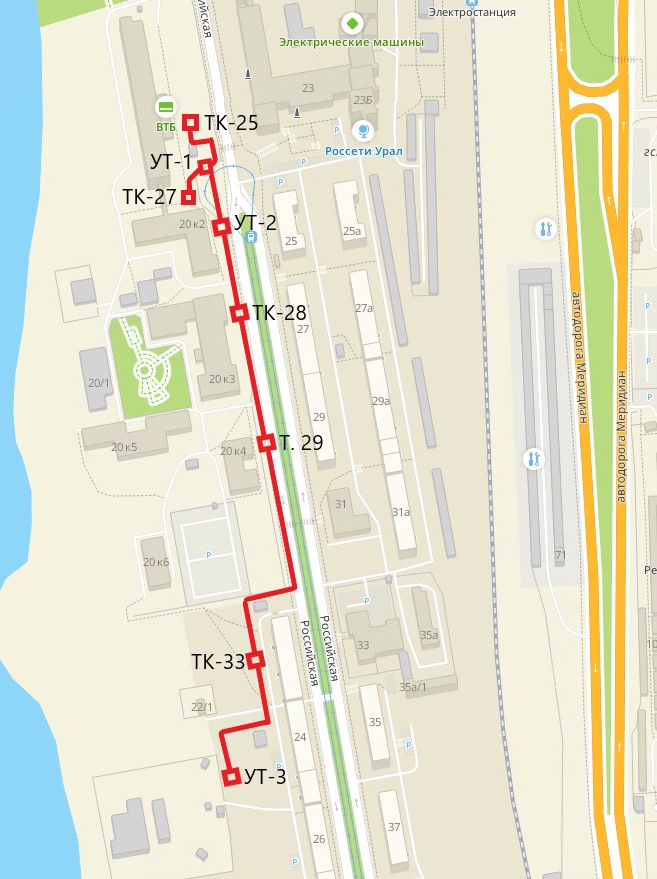 ийская
Электростанция
Электрические машины
23
23Б
ВТБ
ТК-25
Россети Урал
УТ-1
ТК-27
20 к2
УТ-2
25
25а
27а
ТК-28
27
20/1
20 к3
29
29а
автодорога Меридиан
автодорога Меридиан
20 к5
20 к4
Т. 29
31
31а
20 к6
71
Российская
Российская
33
35а
ТК-33
35а/1
22/1
24
35
УТ-3
26
37
Р
Р
Р
Р
Р
Р
Р
Р
Р
Р
Ре